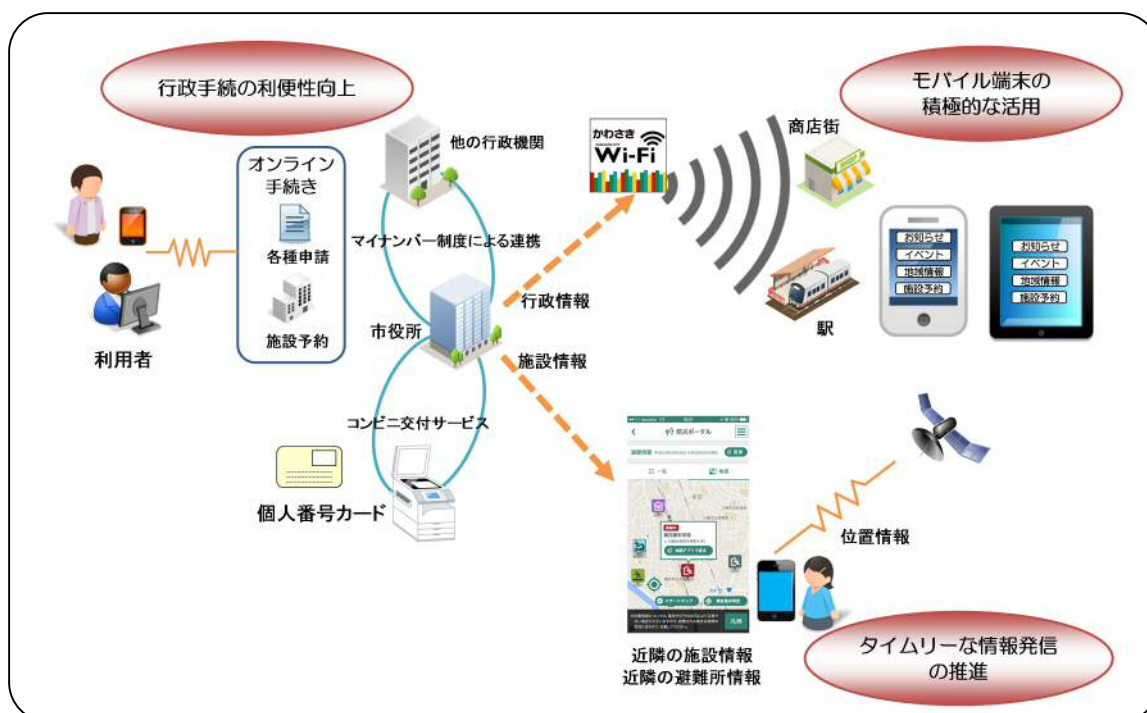 行政手続の利便性向上
モバイル端末の
積極的な活用
オンライン
手続き
各種申請
施設予約
利用者
他の行政機関
マイナンバー制度による連携
市役所
行政情報
施設情報
コンビニ交付サービス
個人番号カード
かわさき
Wi-Fi
商店街
SHOP
駅
お知らせ
イベント
地域情報
施設予約
お知らせ
イベント
地域情報
施設予約
一覧
地図
凡例
位置情報
近隣の施設情報
近隣の避難所情報
タイムリーな情報発信
の推進